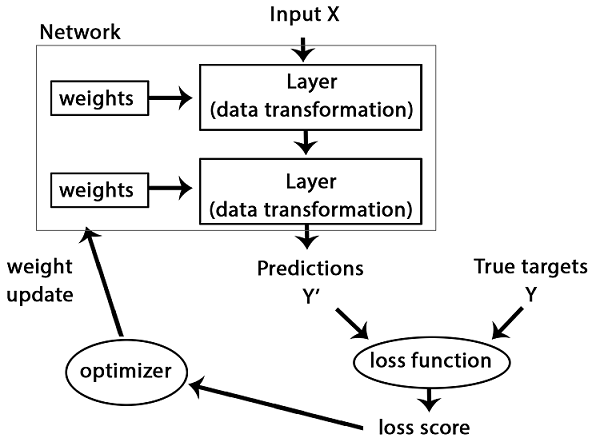 Input X
Network
weights
Layer
(data transformation)
weights
Layer
(data transformation)
weight
update
Predictions
Y’
True targets
Y
optimizer
loss function
loss score